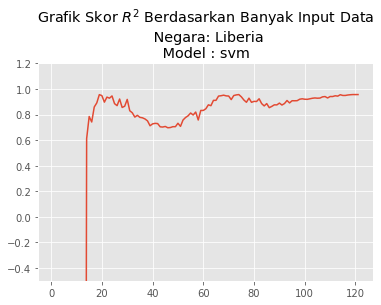 Grafik Skor R² Berdasarkan Banyak Input Data
Negara: Liberia
Model : svm
1.2
1.0
0.8
0.6
0.4
0.2
0.0
−0.2
−0.4
0 20 40 60 80 100 120